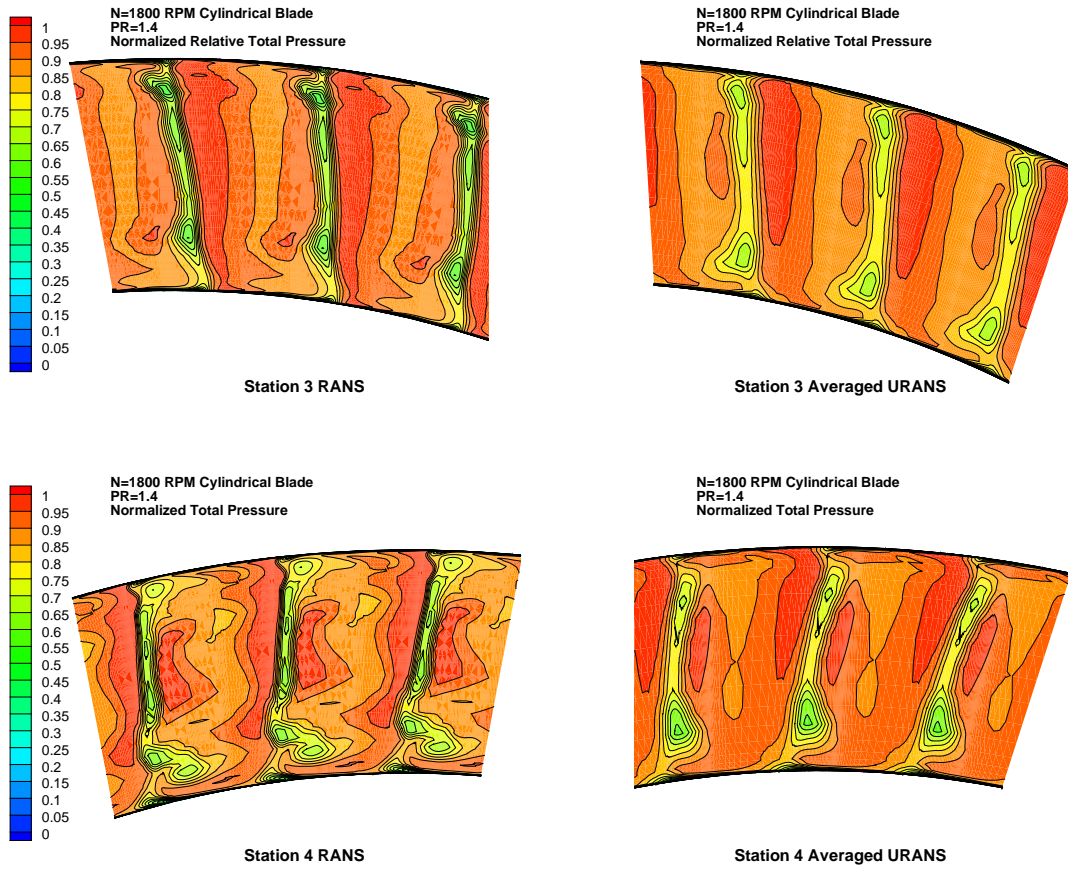 N=1800 RPM Cylindrical Blade
PR=1.4
Normalized Relative Total Pressure
1
0.95
0.9
0.85
0.8
0.75
0.7
0.65
0.6
0.55
0.5
0.45
0.4
0.35
0.3
0.25
0.2
0.15
0.1
0.05
0
Station 3 RANS
N=1800 RPM Cylindrical Blade
PR=1.4
Normalized Relative Total Pressure
Station 3 Averaged URANS
N=1800 RPM Cylindrical Blade
PR=1.4
Normalized Total Pressure
1
0.95
0.9
0.85
0.8
0.75
0.7
0.65
0.6
0.55
0.5
0.45
0.4
0.35
0.3
0.25
0.2
0.15
0.1
0.05
0
Station 4 RANS
N=1800 RPM Cylindrical Blade
PR=1.4
Normalized Total Pressure
Station 4 Averaged URANS